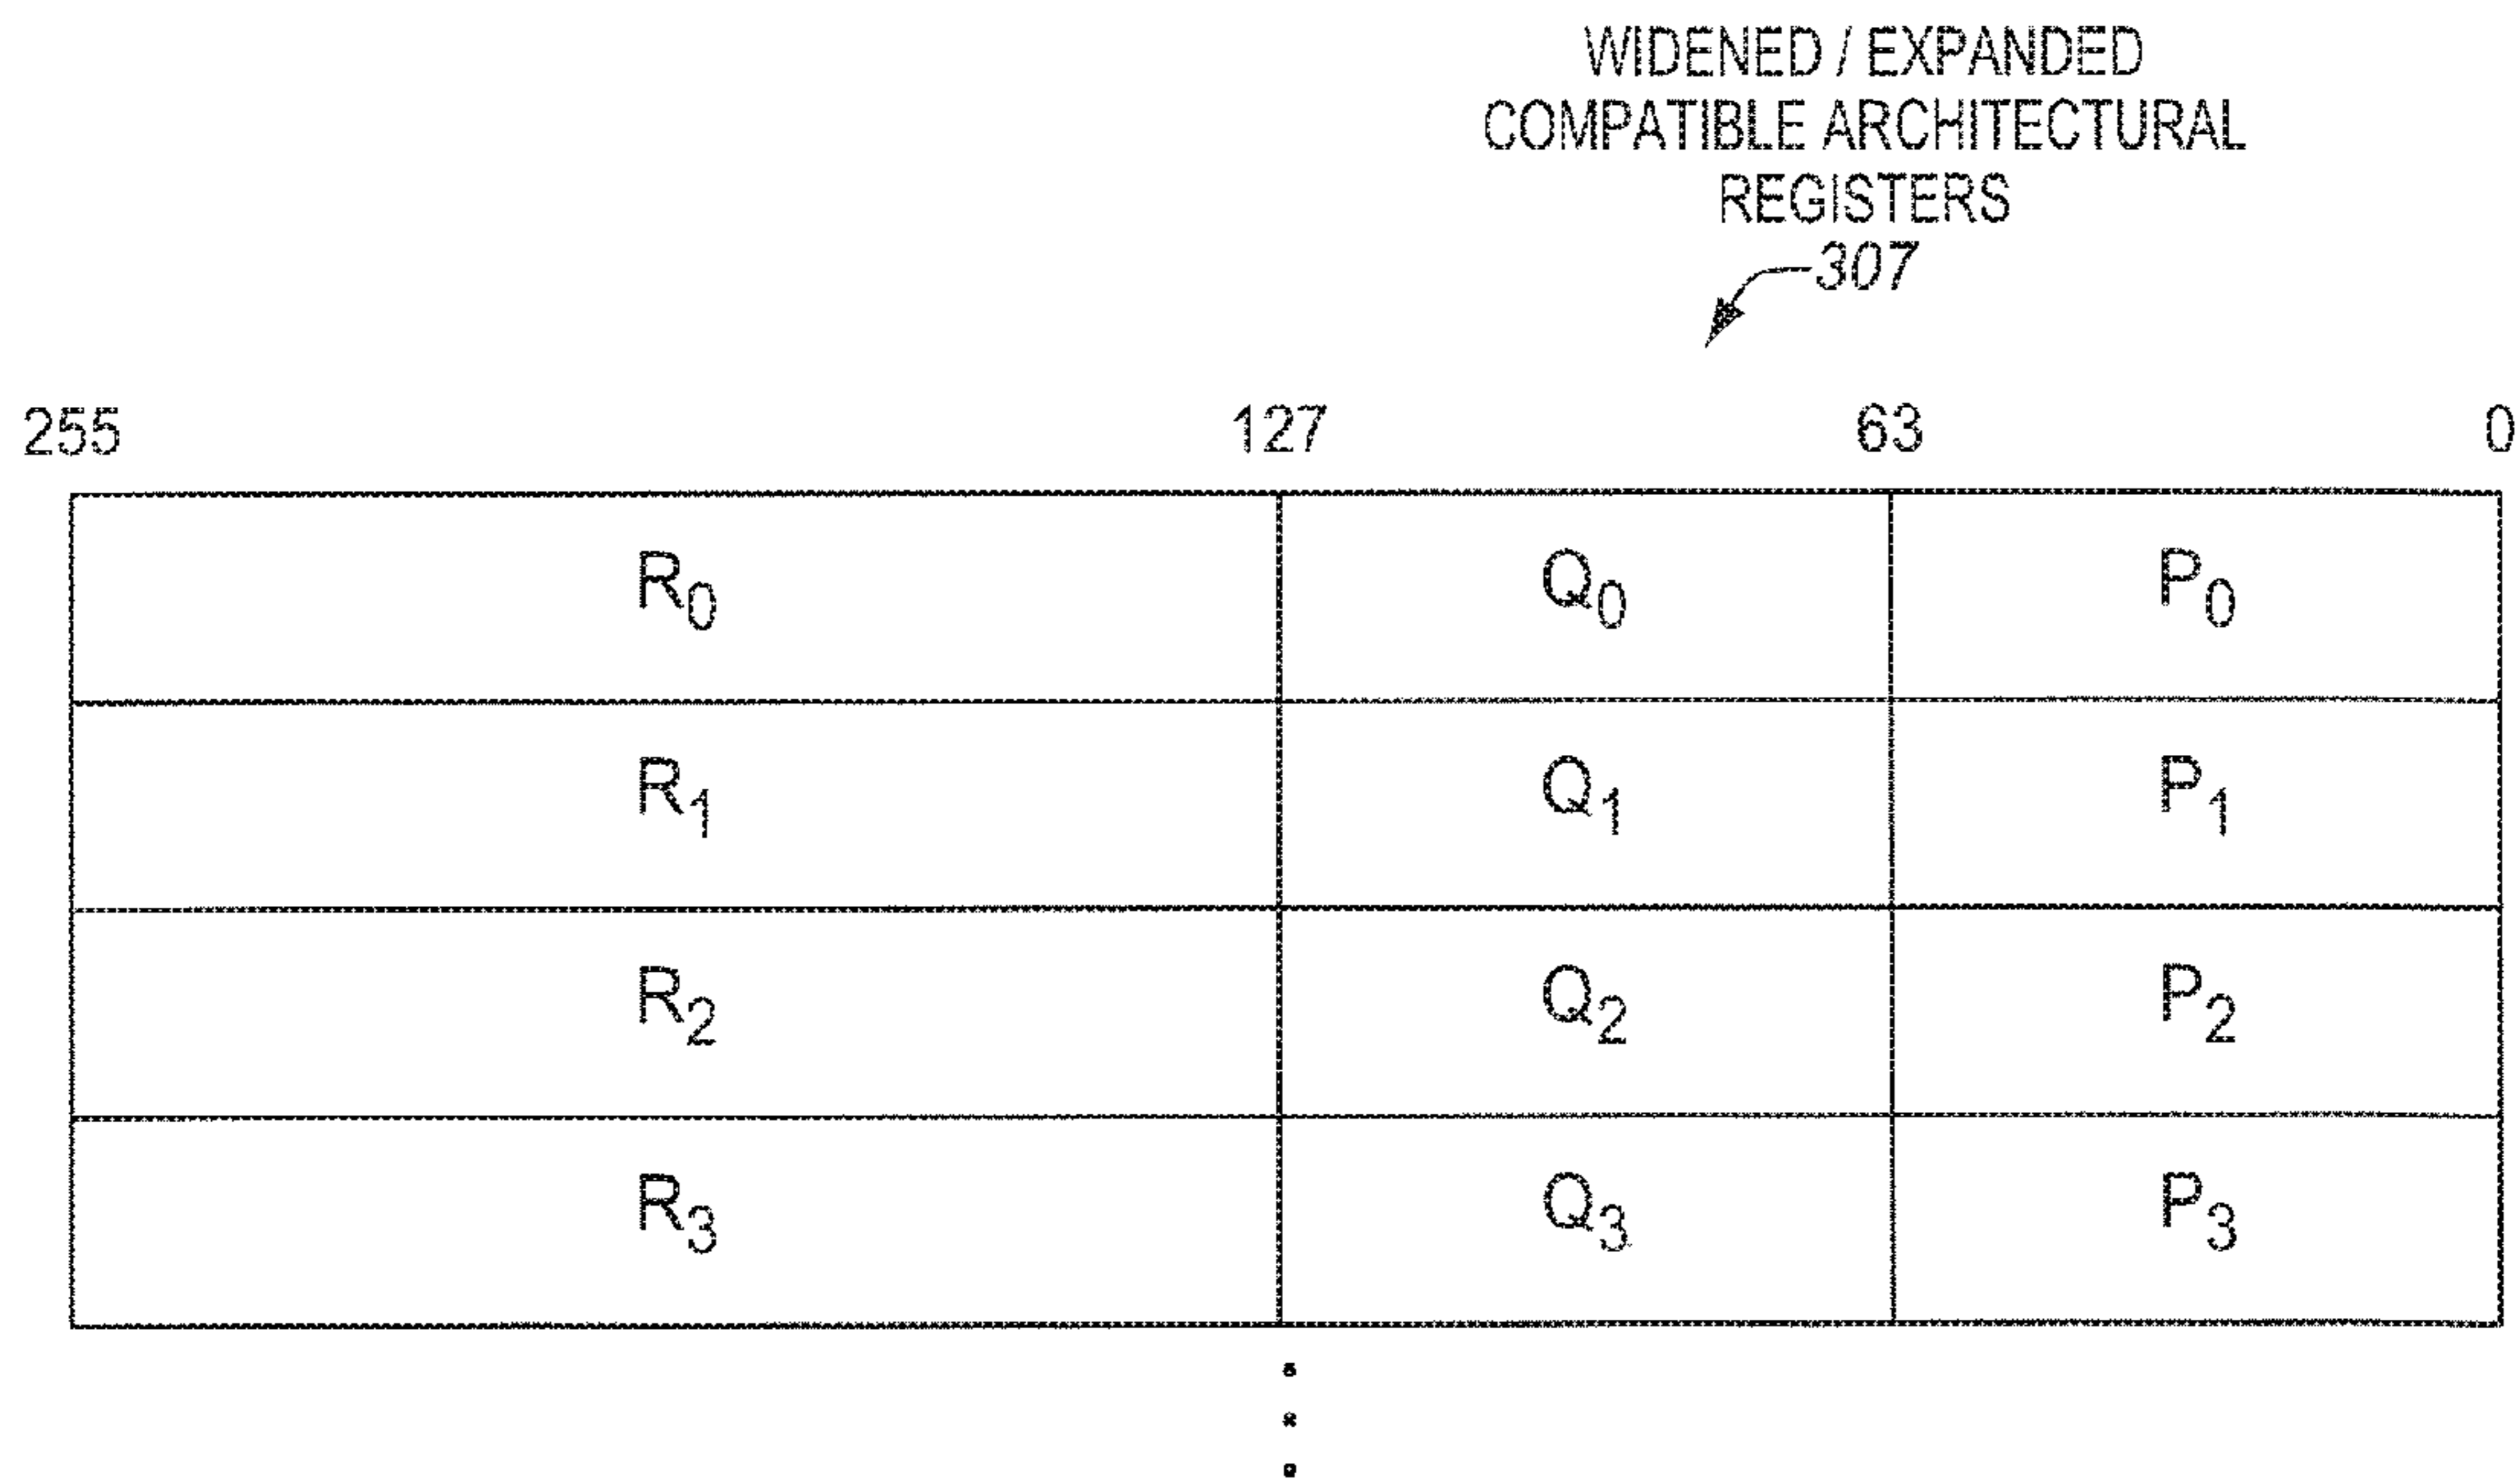 WIDENED / EXPANDED
COMPATIBLE ARCHITECTURAL
REGISTERS
307
255 127 63 0
R0 Q0 P0
R1 Q1 P1
R2 Q2 P2
R3 Q3 P3